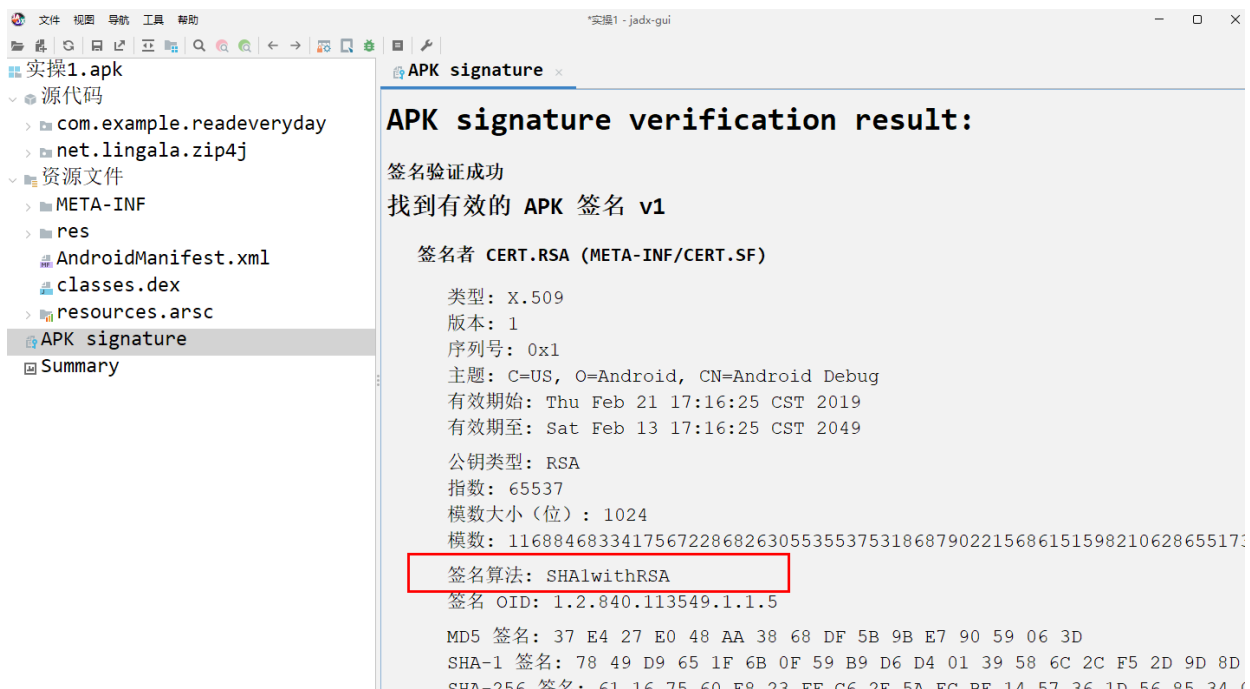 文件 视图 导航 工具 帮助
*实操1 - jadx-gui
实操1.apk
源代码
com.example.readeveryday
net.lingala.zip4j
资源文件
META-INF
res
AndroidManifest.xml
classes.dex
resources.arsc
APK signature
Summary
APK signature
APK signature verification result:
签名验证成功
找到有效的 APK 签名 v1
签名者 CERT.RSA (META-INF/CERT.SF)
类型: X.509
版本: 1
序列号: 0x1
主题: C=US, O=Android, CN=Android Debug
有效期始: Thu Feb 21 17:16:25 CST 2019
有效期至: Sat Feb 13 17:16:25 CST 2049
公钥类型: RSA
指数: 65537
模数大小（位）: 1024
模数: 11688468334175672286826305535537531868790221568615159821062865517
签名算法: SHA1withRSA
签名 OID: 1.2.840.113549.1.1.5
MD5 签名: 37 E4 27 E0 48 AA 38 68 DF 5B 9B E7 90 59 06 3D
SHA-1 签名: 78 49 D9 65 1F 6B 0F 59 B9 D6 D4 01 39 58 6C 2C F5 2D 9D 8D
SHA-256 签名: 61 16 75 60 E8 23